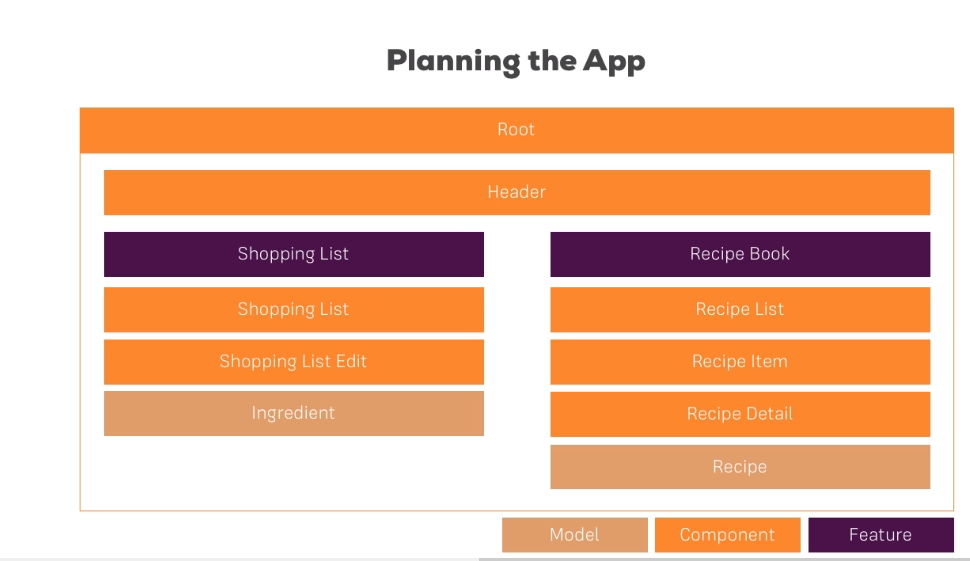 Planning the App
Root
Header
Shopping List
Shopping List
Shopping List Edit
Ingredient
Recipe Book
Recipe List
Recipe Item
Recipe Detail
Recipe
Model
Component
Feature